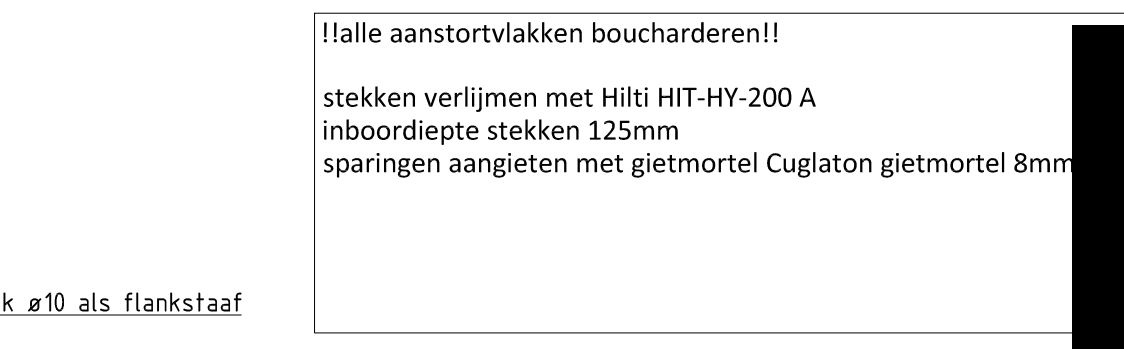 !!alle aanstortvlakken boucharderen!!
stekken verlijmen met Hilti HIT-HY-200 A
inboordiepte stekken 125mm
sparingen aangieten met gietmortel Cuglaton gietmortel 8mm
k ø10 als flankstaaf